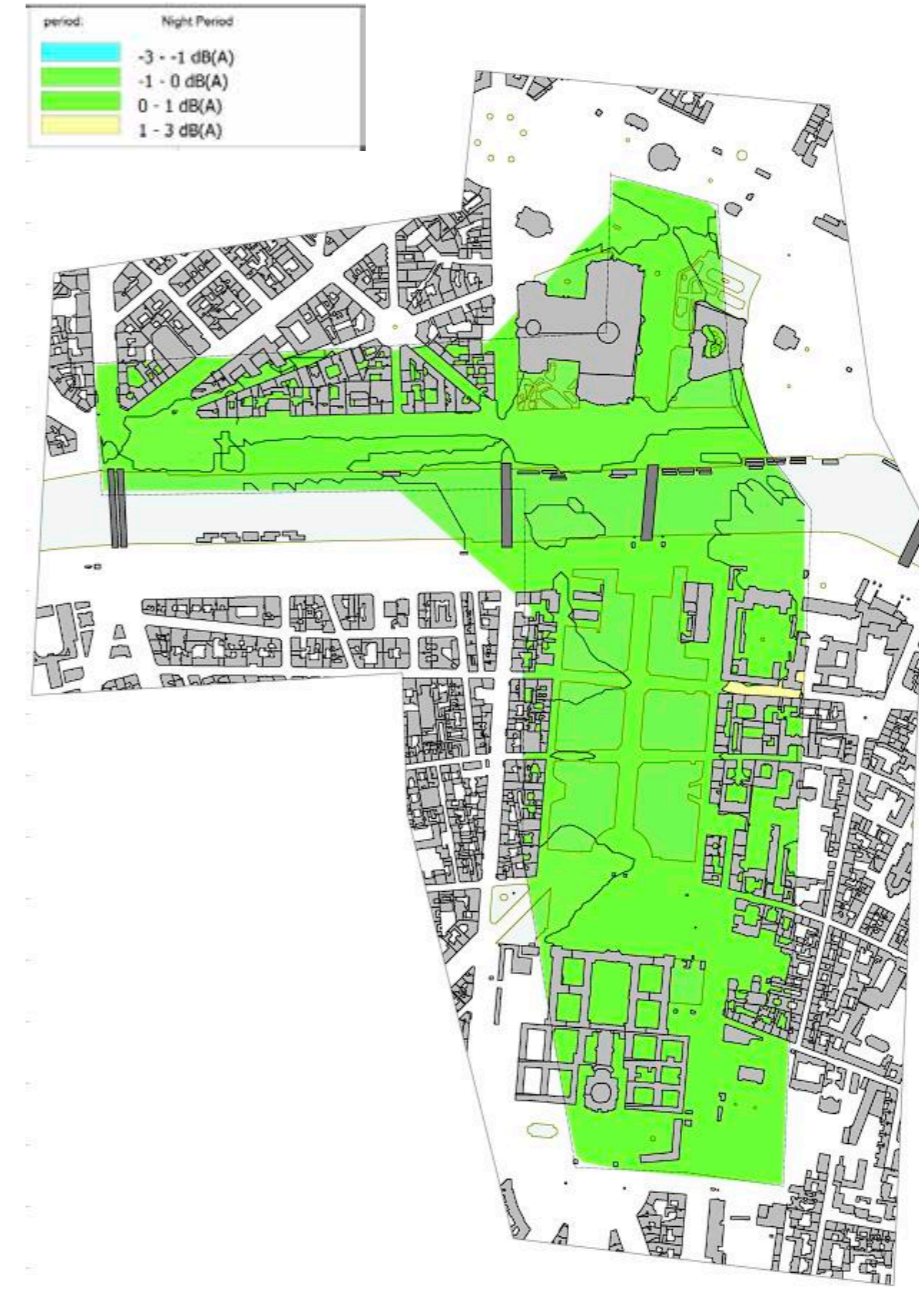 period: Night Period
-3 - -1 dB(A)
-1 - 0 dB(A)
0 - 1 dB(A)
1 - 3 dB(A)